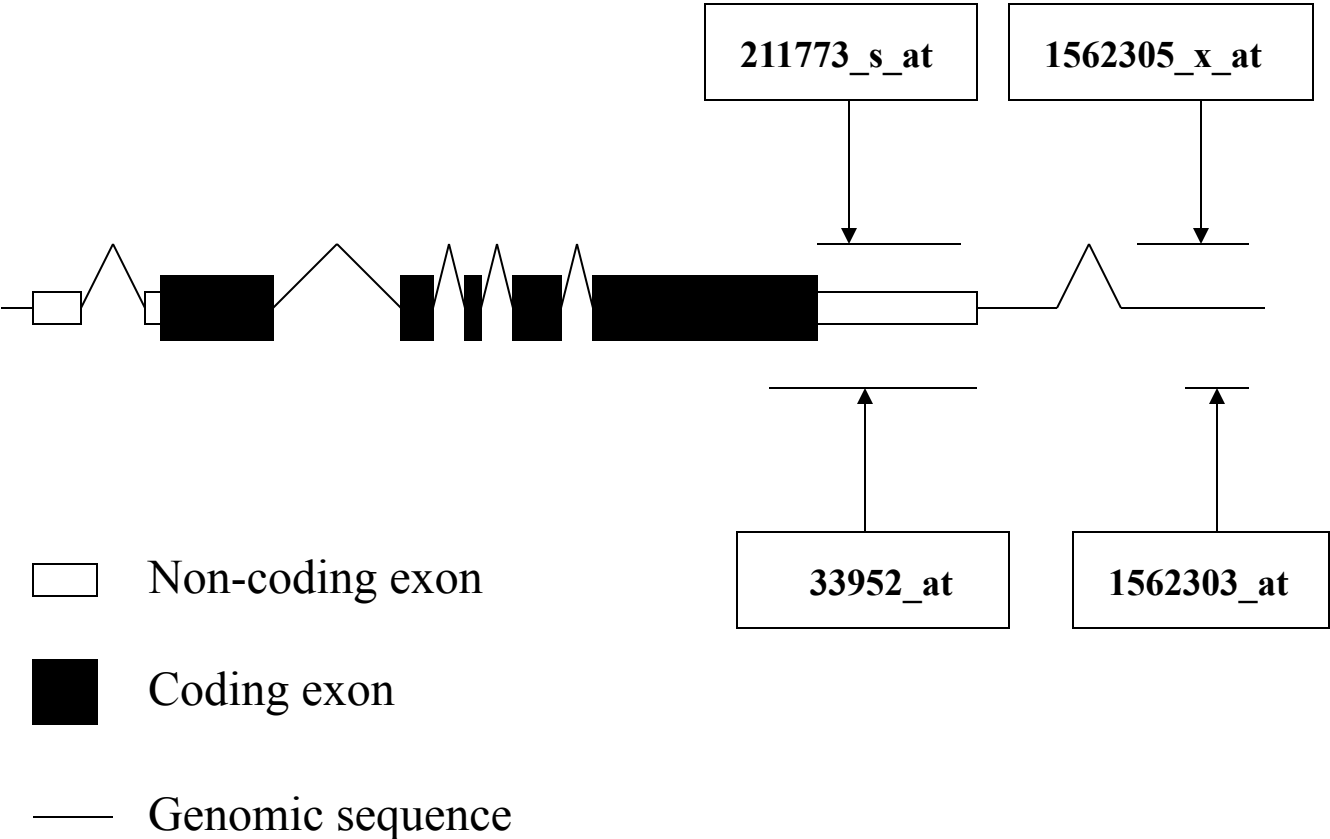 211773_s_at
1562305_x_at
33952_at
1562303_at
Non-coding exon
Coding exon
Genomic sequence